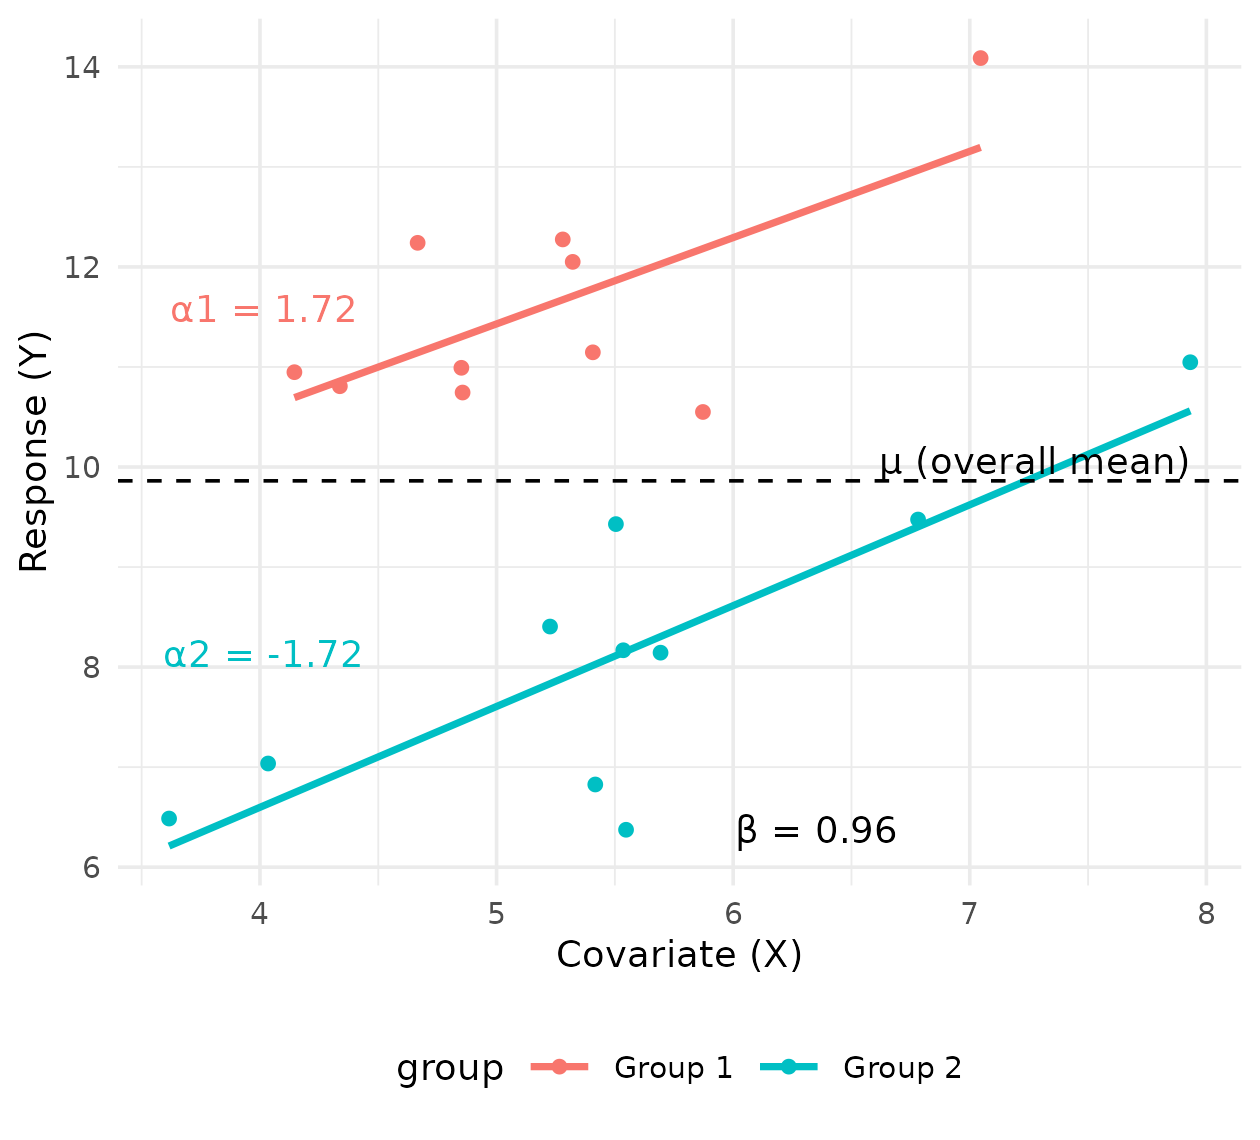 14
12
10
8
6
Response (Y)
α1 = 1.72
μ (overall mean)
α2 = -1.72
β = 0.96
4 5 6 7 8
Covariate (X)
group Group 1 Group 2